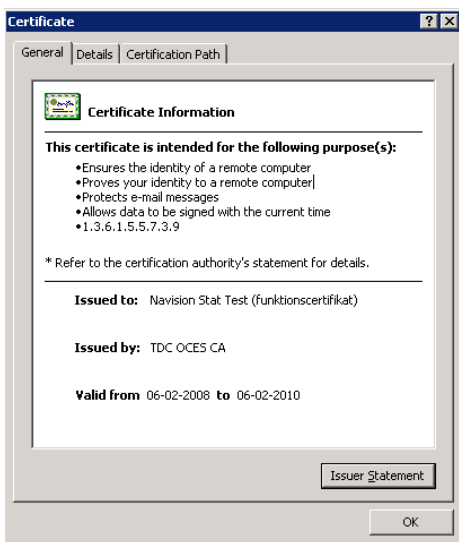 Certificate
General Details Certification Path
Certificate Information
This certificate is intended for the following purpose(s):
•Ensures the identity of a remote computer
•Proves your identity to a remote computer
•Protects e-mail messages
•Allows data to be signed with the current time
•1.3.6.1.5.5.7.3.9
* Refer to the certification authority's statement for details.
Issued to: Navision Stat Test (funktionscertifikat)
Issued by: TDC OCES CA
Valid from 06-02-2008 to 06-02-2010
Issuer Statement
OK